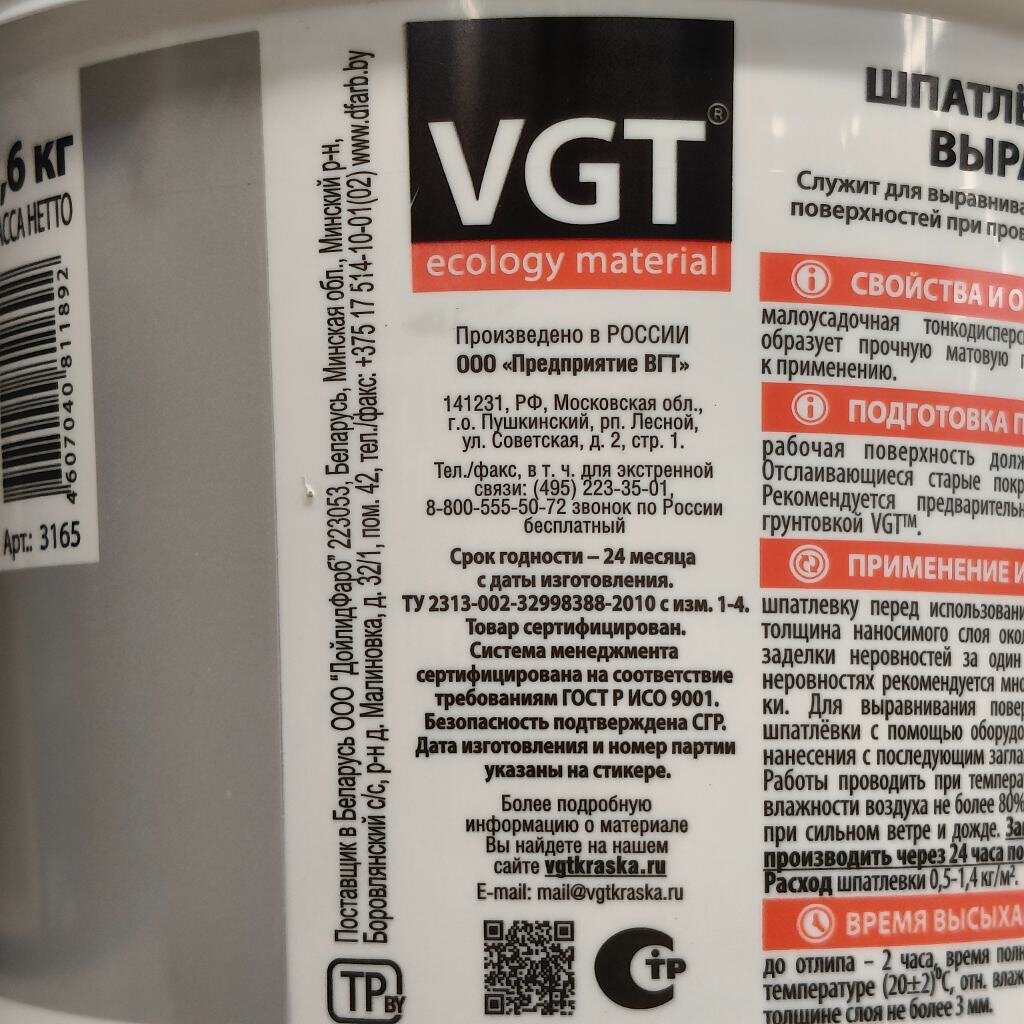 ,6 кг
АССА НЕТТО
4 607040 811892
Арт.: 3165
Поставщик в Беларусь ООО "ДойлидФарб" 223053, Беларусь, Минская обл., Минский р-н,
Боровлянский с/с, р-н д. Малиновка, д. 32/1, пом. 42, тел./факс: +375 17 514-10-01(02) www.dfarb.by
TP BY
VGT®
ecology material
Произведено в РОССИИ
ООО «Предприятие ВГТ»
141231, РФ, Московская обл.,
г.о. Пушкинский, рп. Лесной,
ул. Советская, д. 2, стр. 1.
Тел./факс, в т. ч. для экстренной
связи: (495) 223-35-01,
8-800-555-50-72 звонок по России
бесплатный
Срок годности – 24 месяца
с даты изготовления.
ТУ 2313-002-32998388-2010 с изм. 1-4.
Товар сертифицирован.
Система менеджмента
сертифицирована на соответствие
требованиям ГОСТ Р ИСО 9001.
Безопасность подтверждена СГР.
Дата изготовления и номер партии
указаны на стикере.
Более подробную
информацию о материале
Вы найдете на нашем
сайте vgtkraska.ru
E-mail: mail@vgtkraska.ru
СТР
ШПАТЛЁ
ВЫРА
Служит для выравнива
поверхностей при пров
СВОЙСТВА И О
малоусадочная тонкодисперс
образует прочную матовую
к применению.
ПОДГОТОВКА П
рабочая поверхность долж
Отслаивающиеся старые покр
Рекомендуется предварительн
грунтовкой VGT™.
ПРИМЕНЕНИЕ И
шпатлевку перед использовани
толщина наносимого слоя око
заделки неровностей за один
неровностях рекомендуется мно
ки. Для выравнивания повер
шпатлёвки с помощью оборудо
нанесения с последующим загла
Работы проводить при темпера
влажности воздуха не более 80%
при сильном ветре и дожде. За
производить через 24 часа по
Расход шпатлевки 0,5-1,4 кг/м².
ВРЕМЯ ВЫСЫХА
до отлипа – 2 часа, время полн
температуре (20±2)°С, отн. влаж
толщине слоя не более 3 мм.